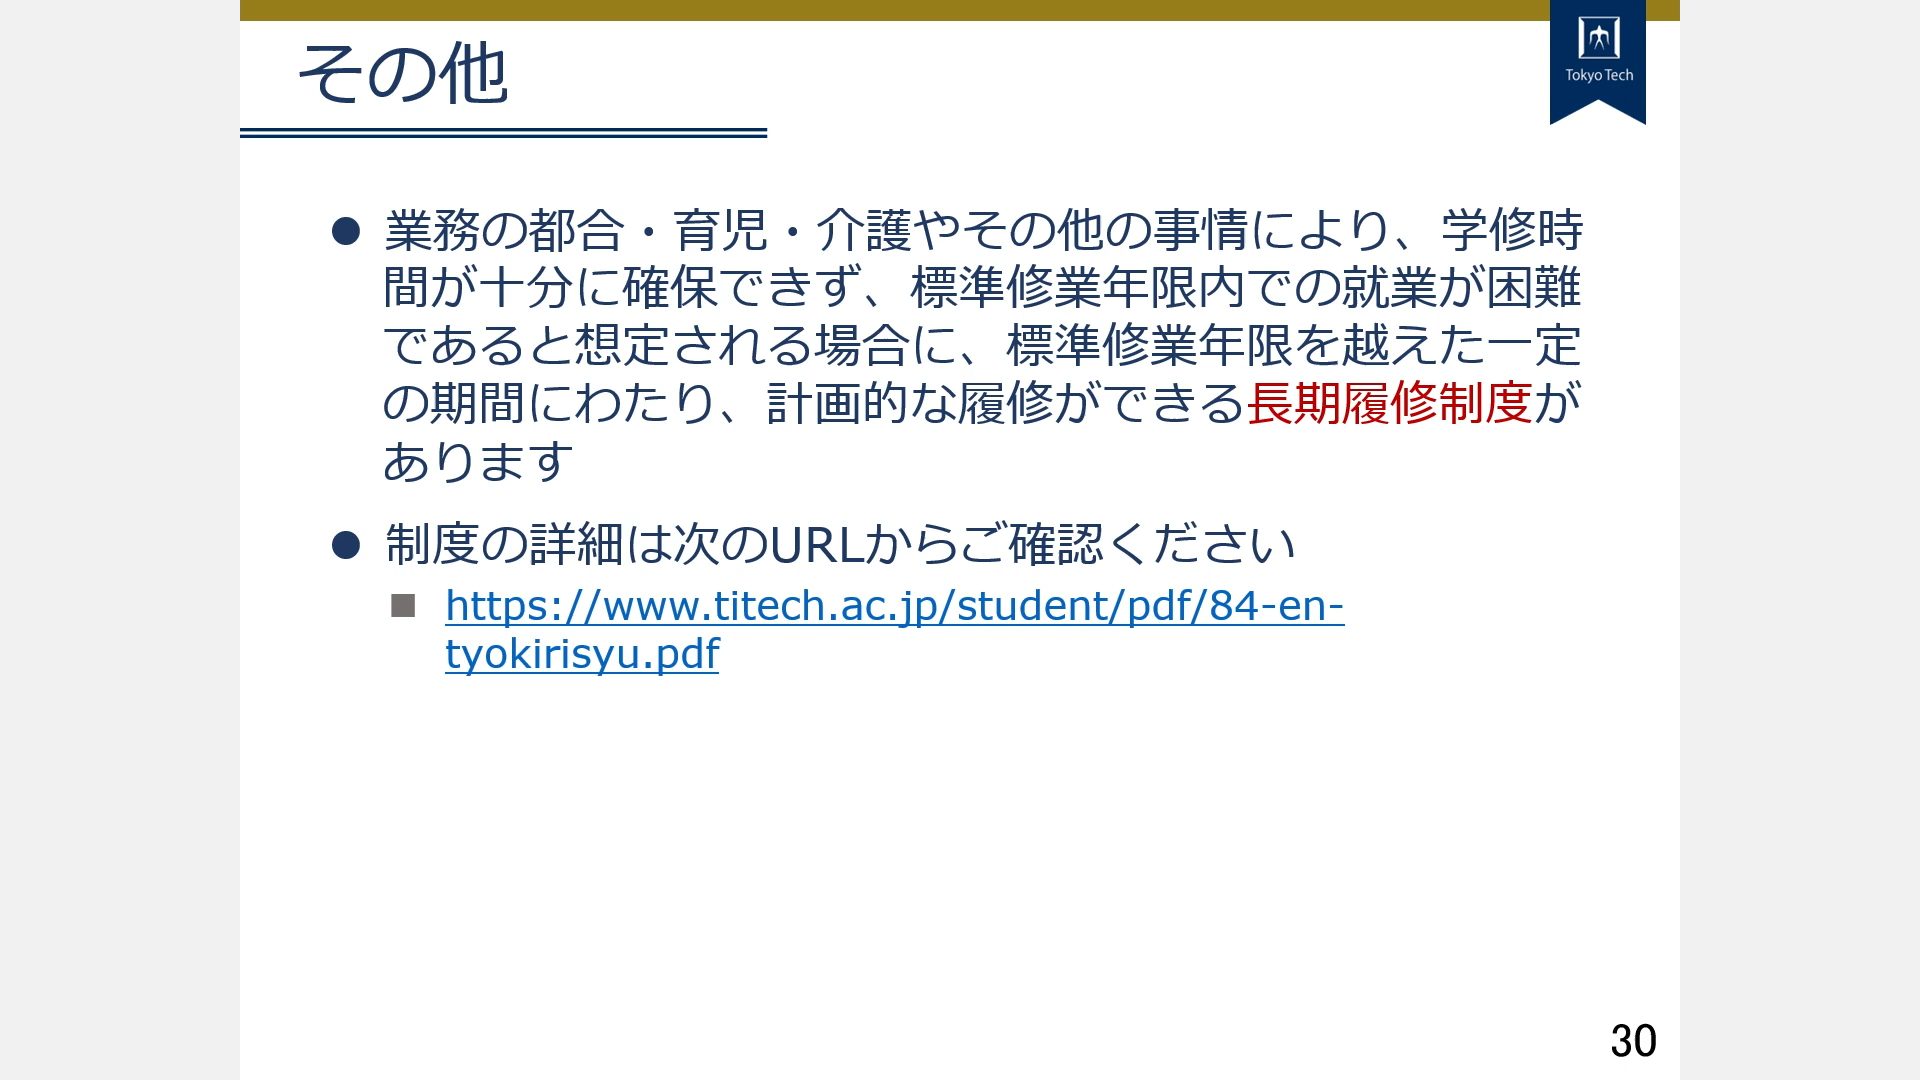 その他
Tokyo Tech
● 業務の都合・育児・介護やその他の事情により、学修時
間が十分に確保できず、標準修業年限内での就業が困難
であると想定される場合に、標準修業年限を越えた一定
の期間にわたり、計画的な履修ができる長期履修制度が
あります
● 制度の詳細は次のURLからご確認ください
■ https://www.titech.ac.jp/student/pdf/84-en-
tyokirisyu.pdf
30